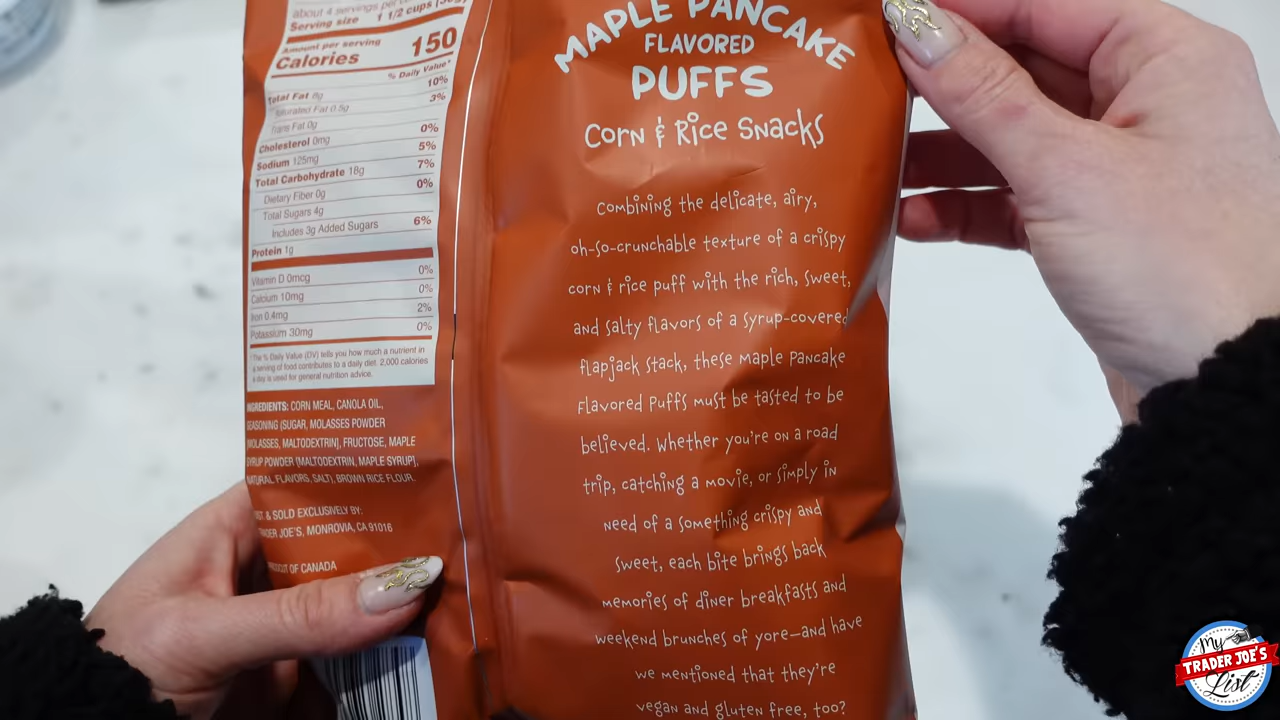 about 4 servings per
Serving size 1 1/2 cups
Amount per serving
Calories 150
% Daily Value*
Total Fat 8g 10%
Saturated Fat 0.5g 3%
Trans Fat 0g
Cholesterol 0mg 0%
Sodium 125mg 5%
Total Carbohydrate 18g 7%
Dietary Fiber 0g 0%
Total Sugars 4g
Includes 3g Added Sugars 6%
Protein 1g
Vitamin D 0mcg 0%
Calcium 10mg 0%
Iron 0.4mg 2%
Potassium 30mg 0%
The % Daily Value (DV) tells you how much a nutrient in
a serving of food contributes to a daily diet. 2,000 calories
a day is used for general nutrition advice.
INGREDIENTS: CORN MEAL, CANOLA OIL,
SEASONING (SUGAR, MOLASSES POWDER
[MOLASSES, MALTODEXTRIN], FRUCTOSE, MAPLE
SYRUP POWDER [MALTODEXTRIN, MAPLE SYRUP],
NATURAL FLAVORS, SALT), BROWN RICE FLOUR.
& SOLD EXCLUSIVELY BY:
TRADER JOE'S, MONROVIA, CA 91016
PRODUCT OF CANADA
MAPLE PANCAKE
FLAVORED
PUFFS
Corn & Rice Snacks
Combining the delicate, airy,
oh-so-crunchable texture of a crispy
corn & rice puff with the rich, sweet,
and salty flavors of a syrup-covered
flapjack stack, these Maple Pancake
Flavored Puffs must be tasted to be
believed. Whether you're on a road
trip, catching a movie, or simply in
need of a something crispy and
sweet, each bite brings back
memories of diner breakfasts and
weekend brunches of yore—and have
we mentioned that they're
vegan and gluten free, too?
My
TRADER JOE'S
List